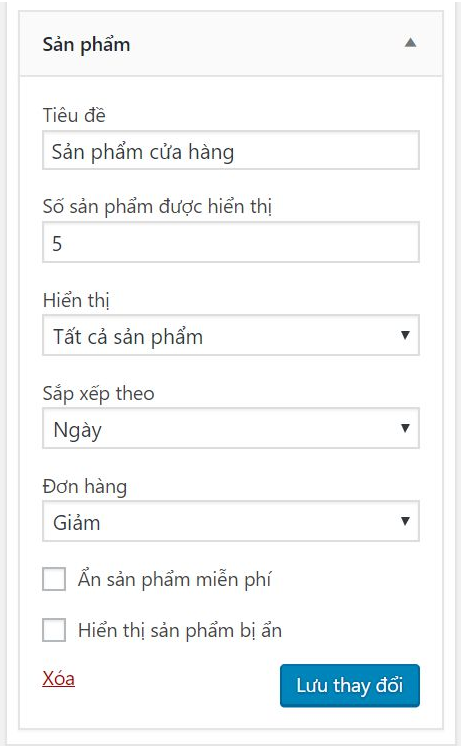 Sản phẩm
Tiêu đề
Sản phẩm cửa hàng
Số sản phẩm được hiển thị
5
Hiển thị
Tất cả sản phẩm
Sắp xếp theo
Ngày
Đơn hàng
Giảm
Ẩn sản phẩm miễn phí
Hiển thị sản phẩm bị ẩn
Xóa
Lưu thay đổi